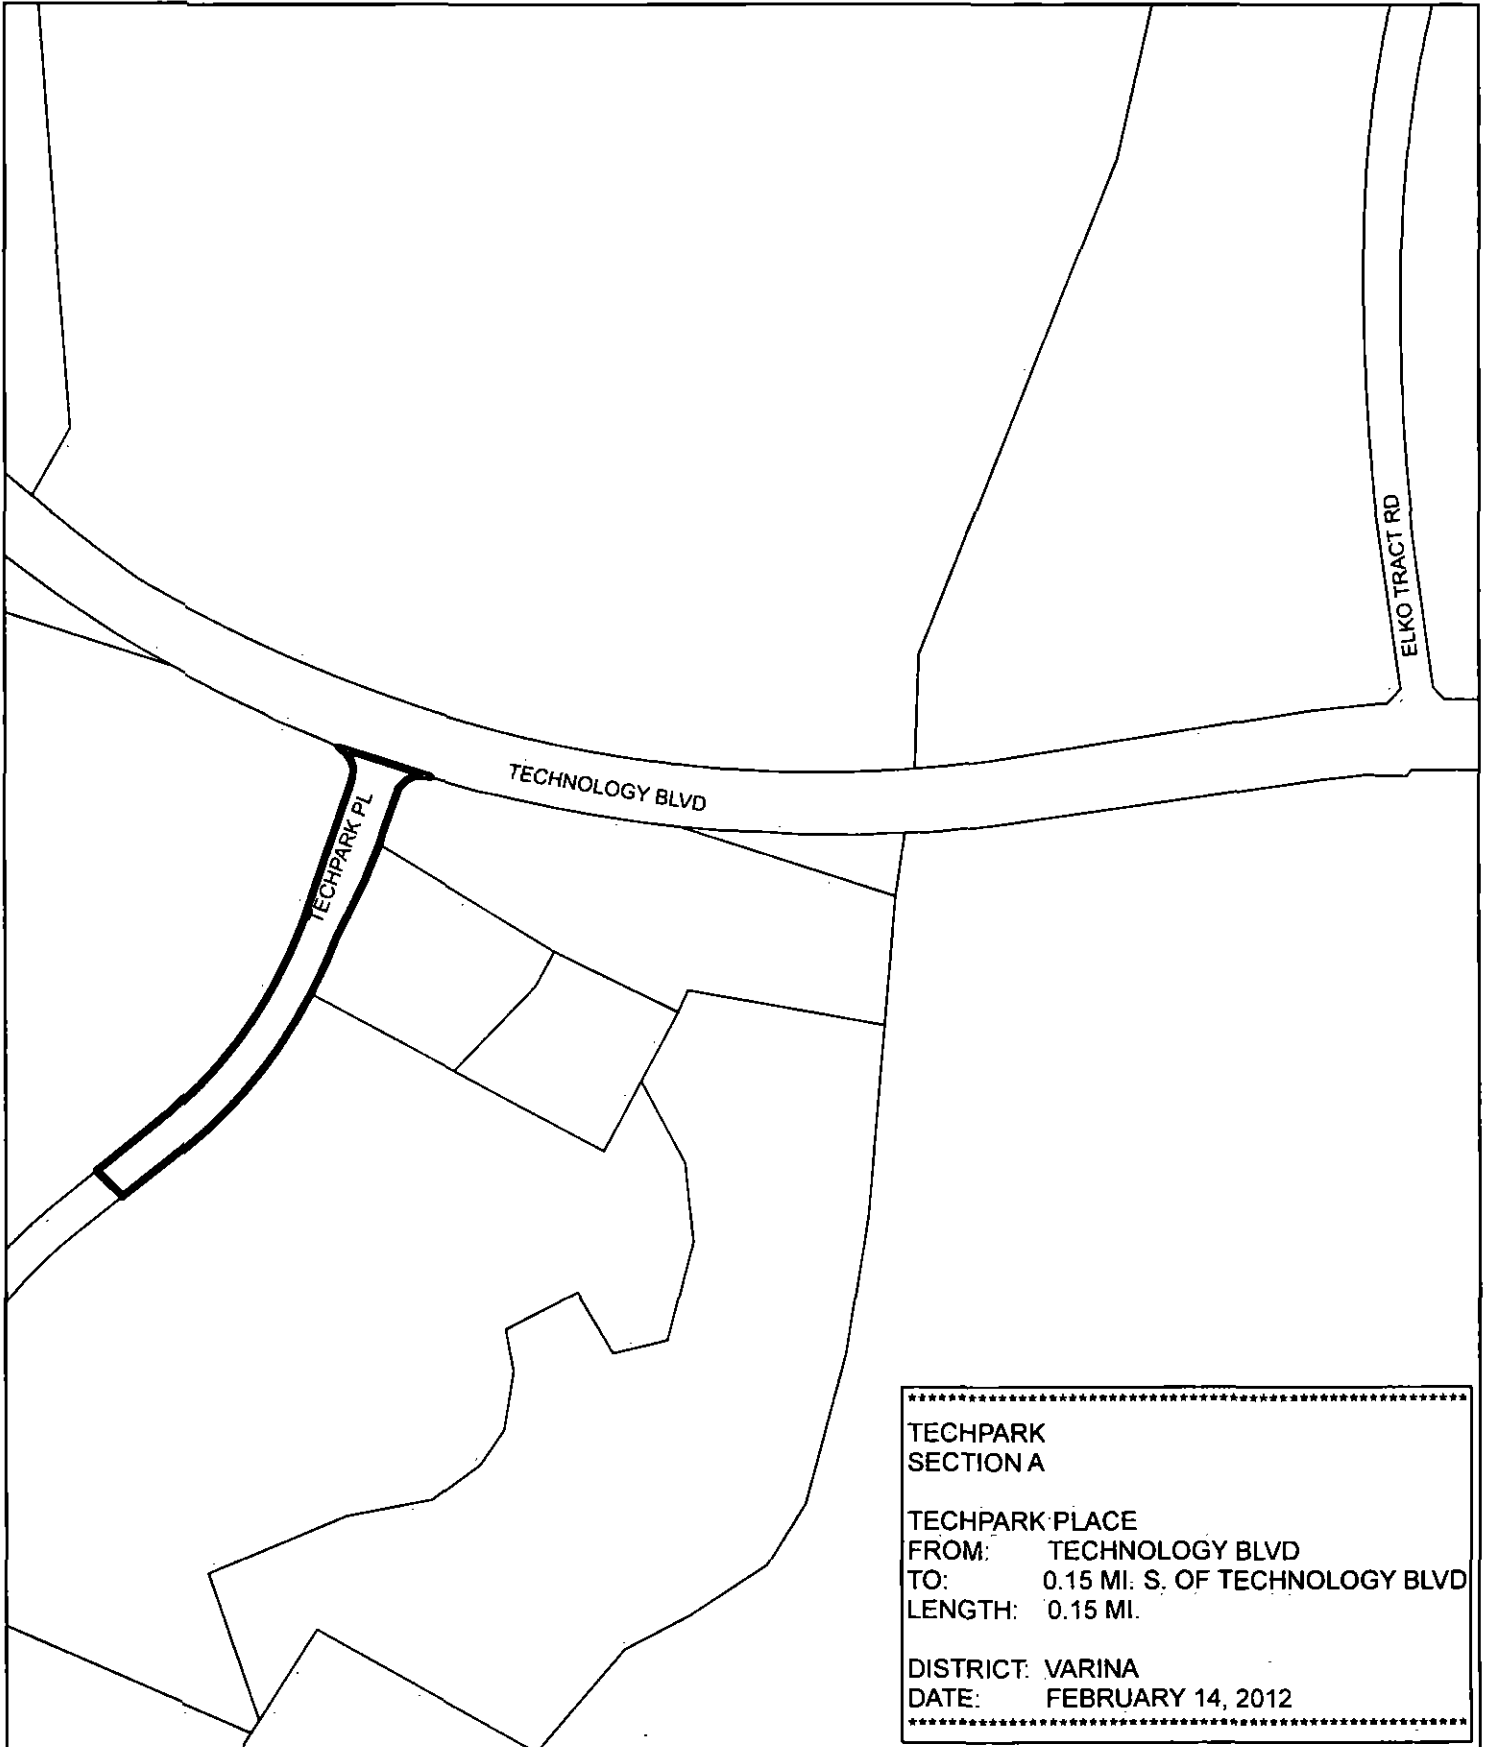 ELKO TRACT RD
TECHNOLOGY BLVD
TECHPARK PL
********************************************************
TECHPARK
SECTION A
TECHPARK PLACE
FROM: TECHNOLOGY BLVD
TO: 0.15 MI. S. OF TECHNOLOGY BLVD
LENGTH: 0.15 MI.
DISTRICT: VARINA
DATE: FEBRUARY 14, 2012
********************************************************